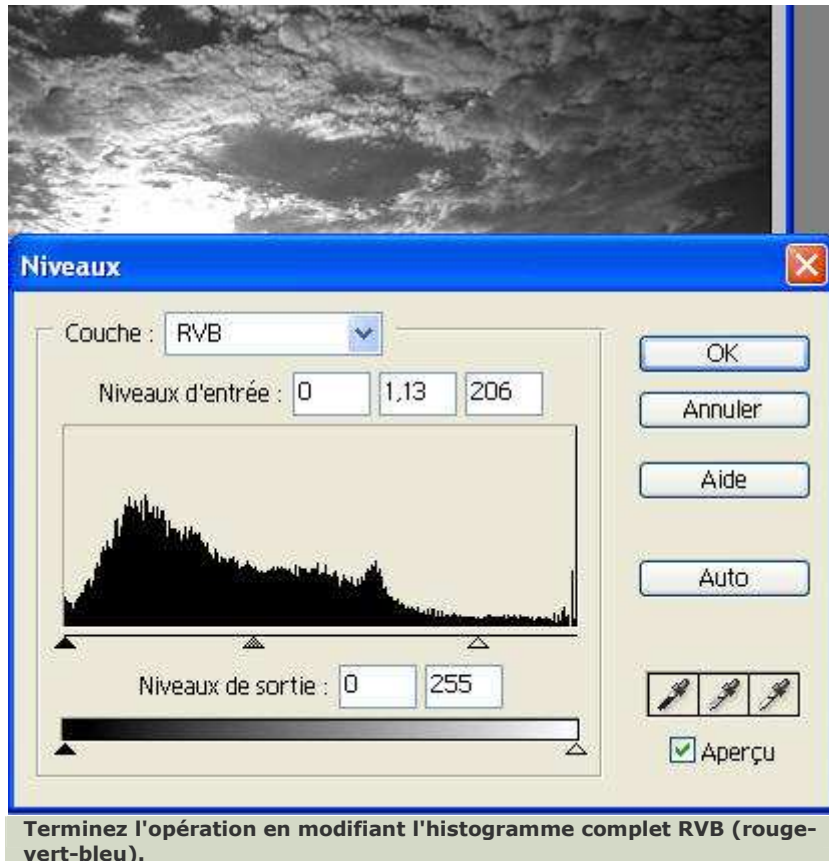 Niveaux
Couche : RVB
OK
Niveaux d'entrée : 0 1,13 206
Annuler
Aide
Auto
Niveaux de sortie : 0 255
Aperçu
Terminez l'opération en modifiant l'histogramme complet RVB (rouge-
vert-bleu).